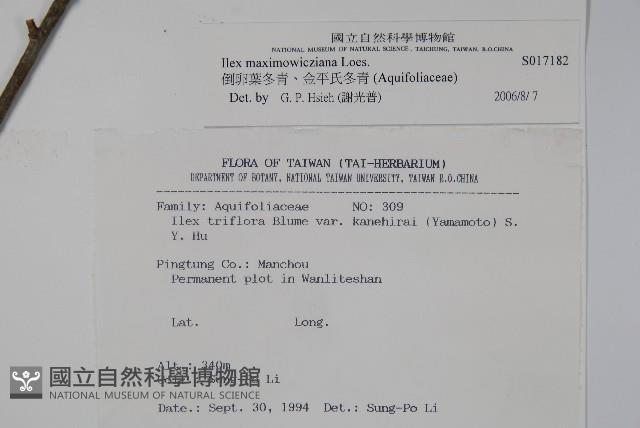 國立自然科學博物館
NATIONAL MUSEUM OF NATURAL SCIENCE, TAICHUNG, TAIWAN, R.O.CHINA
Ilex maximowicziana Loes. S017182
倒卵葉冬青、金平氏冬青 (Aquifoliaceae)
Det. by G. P. Hsieh (謝光普) 2006/8/7
FLORA OF TAIWAN (TAI-HERBARIUM)
DEPARTMENT OF BOTANY, NATIONAL TAIWAN UNIVERSITY, TAIWAN R.O.CHINA
Family: Aquifoliaceae NO: 309
Ilex triflora Blume var. kanehirai (Yamamoto) S.
Y. Hu
Pingtung Co.: Manchou
Permanent plot in Wanliteshan
Lat. Long.
Alt.: 340m
Li
Date.: Sept. 30, 1994 Det.: Sung-Po Li
國立自然科學博物館
NATIONAL MUSEUM OF NATURAL SCIENCE